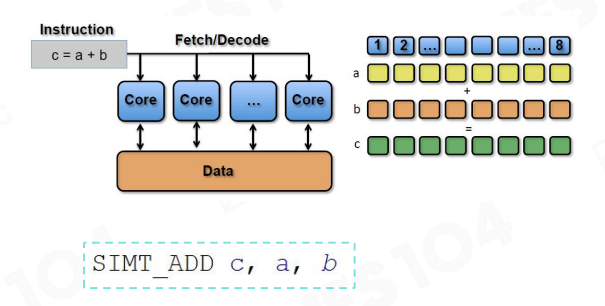 Instruction
c = a + b
Fetch/Decode
Core Core ... Core
Data
1 2 ... ... 8
a
+
b
=
c
SIMT_ADD c, a, b